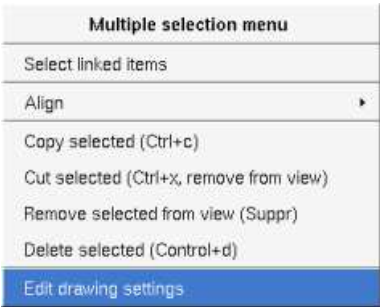 Multiple selection menu
Select linked items
Align
Copy selected (Ctrl+c)
Cut selected (Ctrl+x, remove from view)
Remove selected from view (Suppr)
Delete selected (Control+d)
Edit drawing settings